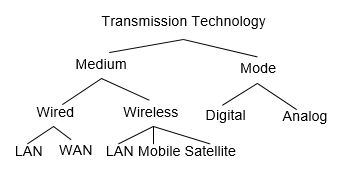 Transmission Technology
Medium Mode
Wired Wireless Digital Analog
LAN WAN LAN Mobile Satellite